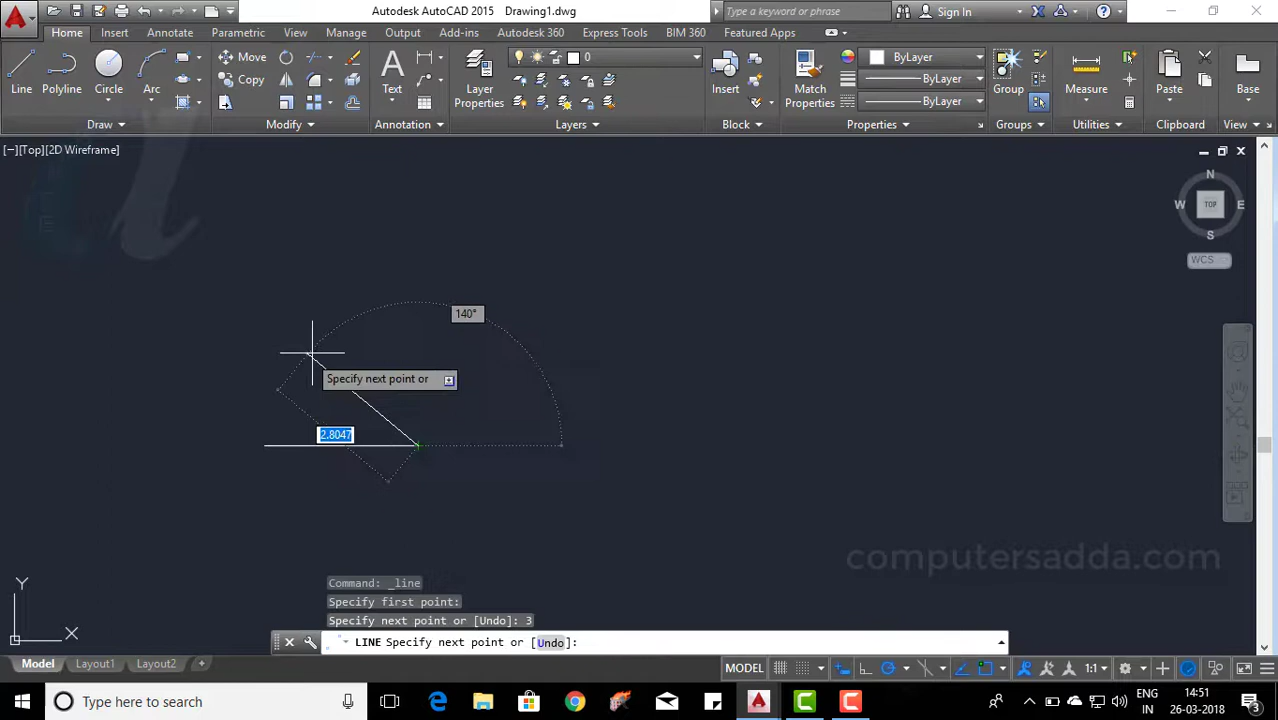 Autodesk AutoCAD 2015 Drawing1.dwg
Type a keyword or phrase
Sign In
Home
Insert
Annotate
Parametric
View
Manage
Output
Add-ins
Autodesk 360
Express Tools
BIM 360
Featured Apps
Line
Polyline
Circle
Arc
Move
Copy
Text
Layer
Properties
0
Insert
Match
Properties
ByLayer
ByLayer
ByLayer
Group
Measure
Paste
Base
Draw
Modify
Annotation
Layers
Block
Properties
Groups
Utilities
Clipboard
View
[−][Top][2D Wireframe]
N
W
TOP
E
S
WCS
140°
Specify next point or
2.8047
computersadda.com
Y
X
Command: _line
Specify first point:
Specify next point or [Undo]: 3
LINE Specify next point or [Undo]:
Model
Layout1
Layout2
MODEL
1:1
Type here to search
ENG
IN
14:51
26-03-2018
3